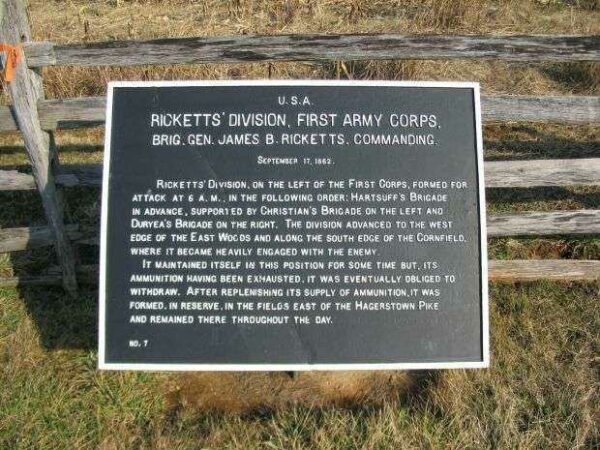 U.S.A.
RICKETTS' DIVISION, FIRST ARMY CORPS,
BRIG. GEN. JAMES B. RICKETTS, COMMANDING.
SEPTEMBER 17, 1862.
RICKETTS' DIVISION, ON THE LEFT OF THE FIRST CORPS, FORMED FOR
ATTACK AT 6 A.M., IN THE FOLLOWING ORDER: HARTSUFF'S BRIGADE
IN ADVANCE, SUPPORTED BY CHRISTIAN'S BRIGADE ON THE LEFT AND
DURYEA'S BRIGADE ON THE RIGHT. THE DIVISION ADVANCED TO THE WEST
EDGE OF THE EAST WOODS AND ALONG THE SOUTH EDGE OF THE CORNFIELD,
WHERE IT BECAME HEAVILY ENGAGED WITH THE ENEMY.
IT MAINTAINED ITSELF IN THIS POSITION FOR SOME TIME BUT, ITS
AMMUNITION HAVING BEEN EXHAUSTED, IT WAS EVENTUALLY OBLIGED TO
WITHDRAW. AFTER REPLENISHING ITS SUPPLY OF AMMUNITION, IT WAS
FORMED, IN RESERVE, IN THE FIELDS EAST OF THE HAGERSTOWN PIKE
AND REMAINED THERE THROUGHOUT THE DAY.
NO. 7